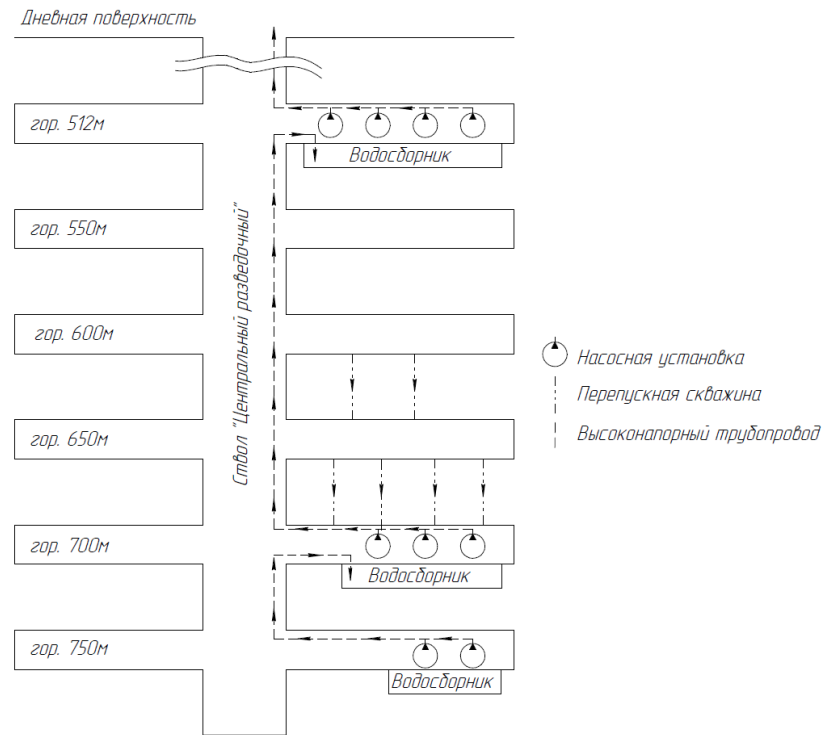 Дневная поверхность
гор. 512м
Водосборник
гор. 550м
Ствол "Центральный разведочный"
гор. 600м
Насосная установка
Перепускная скважина
Высоконапорный трубопровод
гор. 650м
гор. 700м
Водосборник
гор. 750м
Водосборник